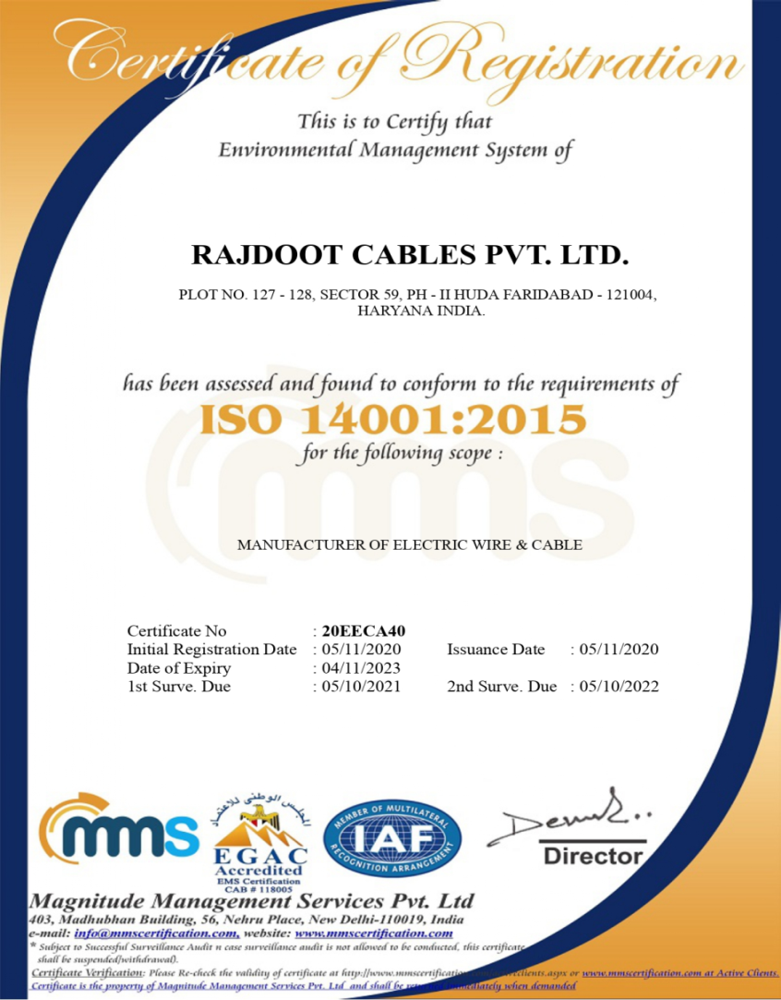 Certificate of Registration
This is to Certify that
Environmental Management System of
RAJDOOT CABLES PVT. LTD.
PLOT NO. 127 - 128, SECTOR 59, PH - II HUDA FARIDABAD - 121004,
HARYANA INDIA.
has been assessed and found to conform to the requirements of
ISO 14001:2015
for the following scope :
mms
MANUFACTURER OF ELECTRIC WIRE & CABLE
Certificate No : 20EECA40
Initial Registration Date : 05/11/2020 Issuance Date : 05/11/2020
Date of Expiry : 04/11/2023
1st Surve. Due : 05/10/2021 2nd Surve. Due : 05/10/2022
mms
المجلس الوطني للاعتماد
EGAC
Accredited
EMS Certification
CAB # 118005
MEMBER OF MULTILATERAL
IAF
RECOGNITION ARRANGEMENT
Director
Magnitude Management Services Pvt. Ltd
403, Madhubhan Building, 56, Nehru Place, New Delhi-110019, India
e-mail: info@mmscertification.com, website: www.mmscertification.com
* Subject to Successful Surveillance Audit n case surveillance audit is not allowed to be conducted, this certificate
shall be suspended/withdrawal).
Certificate Verification: Please Re-check the validity of certificate at or www.mmscertification.com at Active Clients.
Certificate is the property of Magnitude Management Services Pvt. Ltd and shall be immediately when demanded